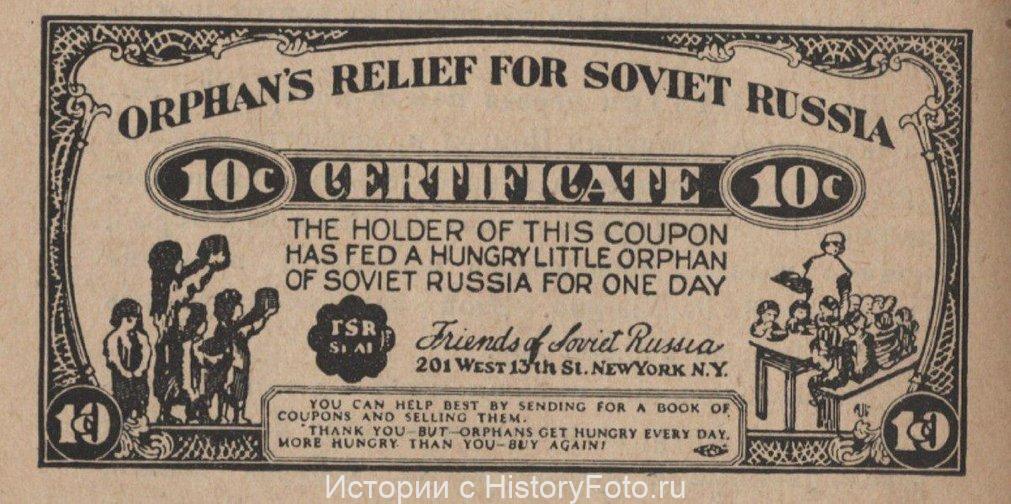 ORPHAN'S RELIEF FOR SOVIET RUSSIA
10c CERTIFICATE 10c
THE HOLDER OF THIS COUPON
HAS FED A HUNGRY LITTLE ORPHAN
OF SOVIET RUSSIA FOR ONE DAY
FSR
SEAL
Friends of Soviet Russia
201 WEST 13th St. NEW YORK N.Y.
YOU CAN HELP BEST BY SENDING FOR A BOOK OF
COUPONS AND SELLING THEM.
THANK YOU—BUT—ORPHANS GET HUNGRY EVERY DAY.
MORE HUNGRY THAN YOU—BUY AGAIN!
10c 10c
Истории с HistoryFoto.ru